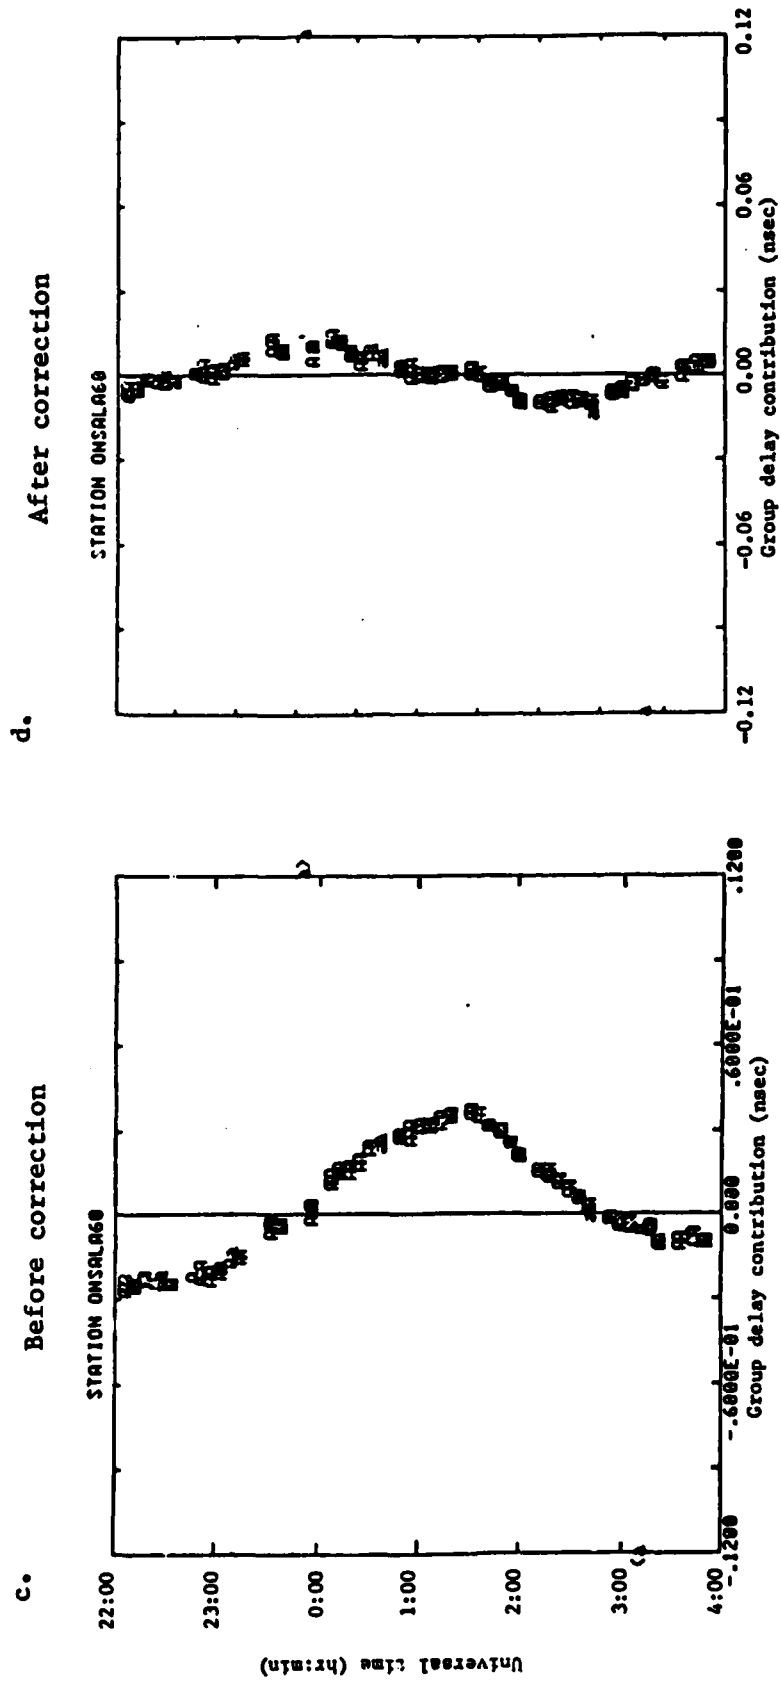 c.
Before correction
STATION ONSALA60
22:00
23:00
0:00
1:00
2:00
3:00
4:00
Universal time (hr:min)
-.1200
-.6000E-01
0.000
.6000E-01
.1200
Group delay contribution (nsec)
d.
After correction
STATION ONSALA60
-0.12
-0.06
0.00
0.06
0.12
Group delay contribution (nsec)